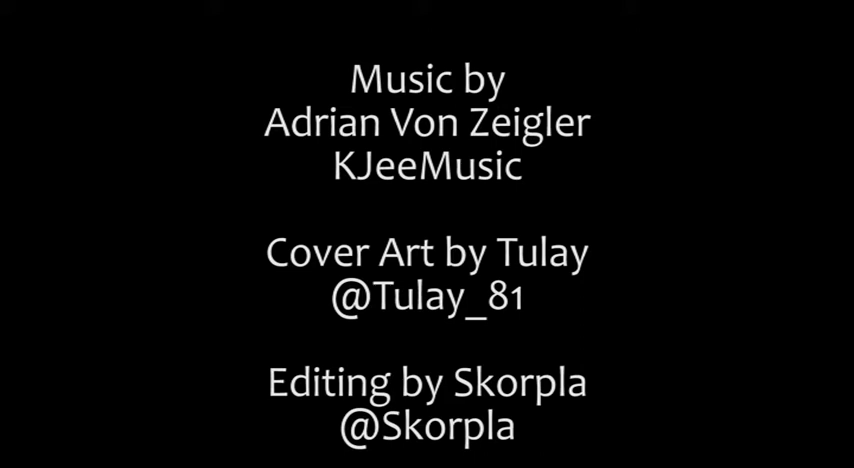 Music by
Adrian Von Zeigler
KJeeMusic
Cover Art by Tulay
@Tulay_81
Editing by Skorpla
@Skorpla